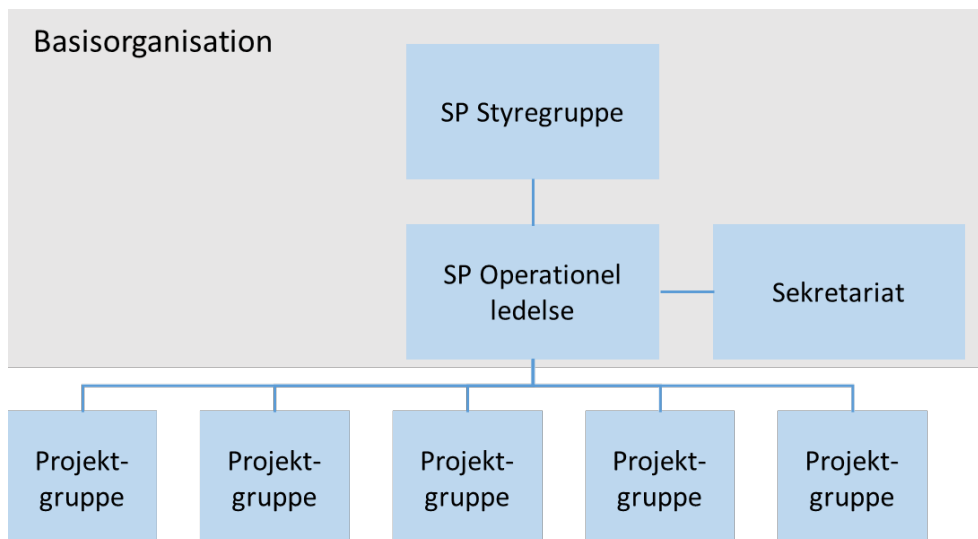 Basisorganisation
SP Styregruppe
SP Operationel
ledelse
Sekretariat
Projekt-
gruppe
Projekt-
gruppe
Projekt-
gruppe
Projekt-
gruppe
Projekt-
gruppe